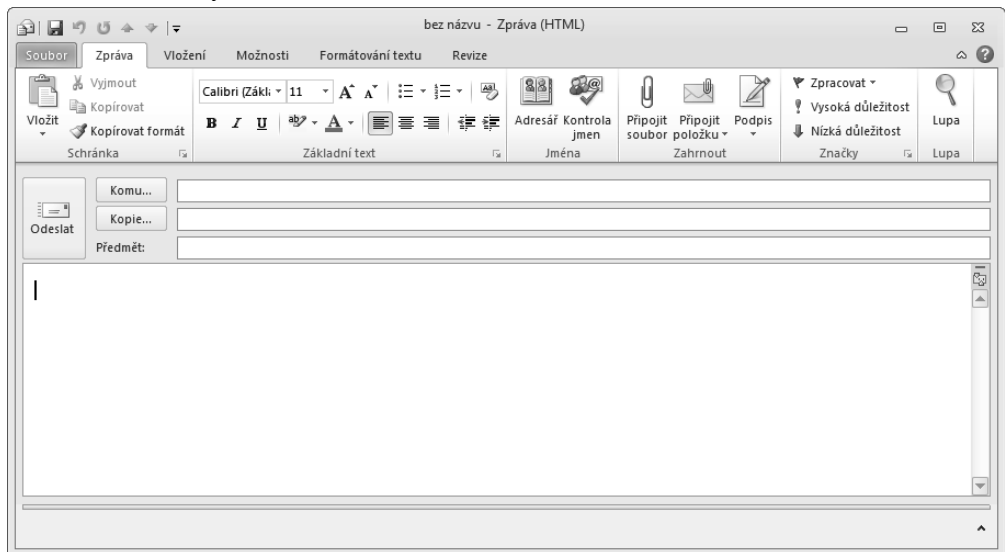 bez názvu - Zpráva (HTML)
Soubor Zpráva Vložení Možnosti Formátování textu Revize
Vložit
Vyjmout
Kopírovat
Kopírovat formát
Schránka
Calibri (Zákl 11
B I U
Základní text
Adresář
Kontrola
jmen
Jména
Připojit
soubor
Připojit
položku
Podpis
Zahrnout
Zpracovat
Vysoká důležitost
Nízká důležitost
Značky
Lupa
Lupa
Odeslat
Komu...
Kopie...
Předmět: